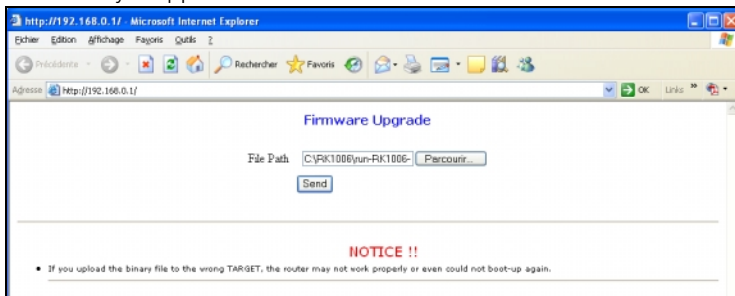 http://192.168.0.1/ - Microsoft Internet Explorer
Fichier Edition Affichage Favoris Outils ?
Précédente Rechercher Favoris
Adresse http://192.168.0.1/ OK Links »
Firmware Upgrade
File Path C:\RK1006\run-RK1006- Parcourir...
Send
NOTICE !!
• If you upload the binary file to the wrong TARGET, the router may not work properly or even could not boot-up again.